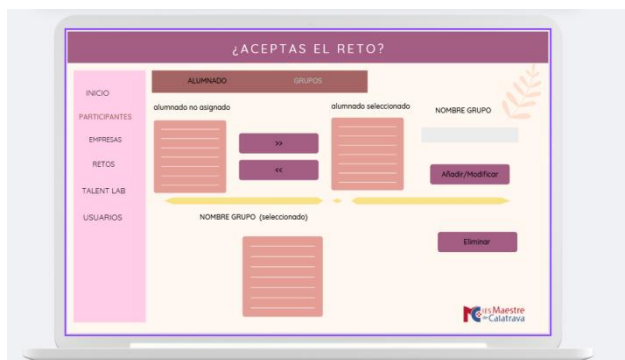 ¿ACEPTAS EL RETO?
INICIO
PARTICIPANTES
EMPRESAS
RETOS
TALENT LAB
USUARIOS
ALUMNADO
GRUPOS
alumnado no asignado
>>
<<
alumnado seleccionado
NOMBRE GRUPO
Añadir/Modificar
NOMBRE GRUPO (seleccionado)
Eliminar
IES Maestre
de Calatrava